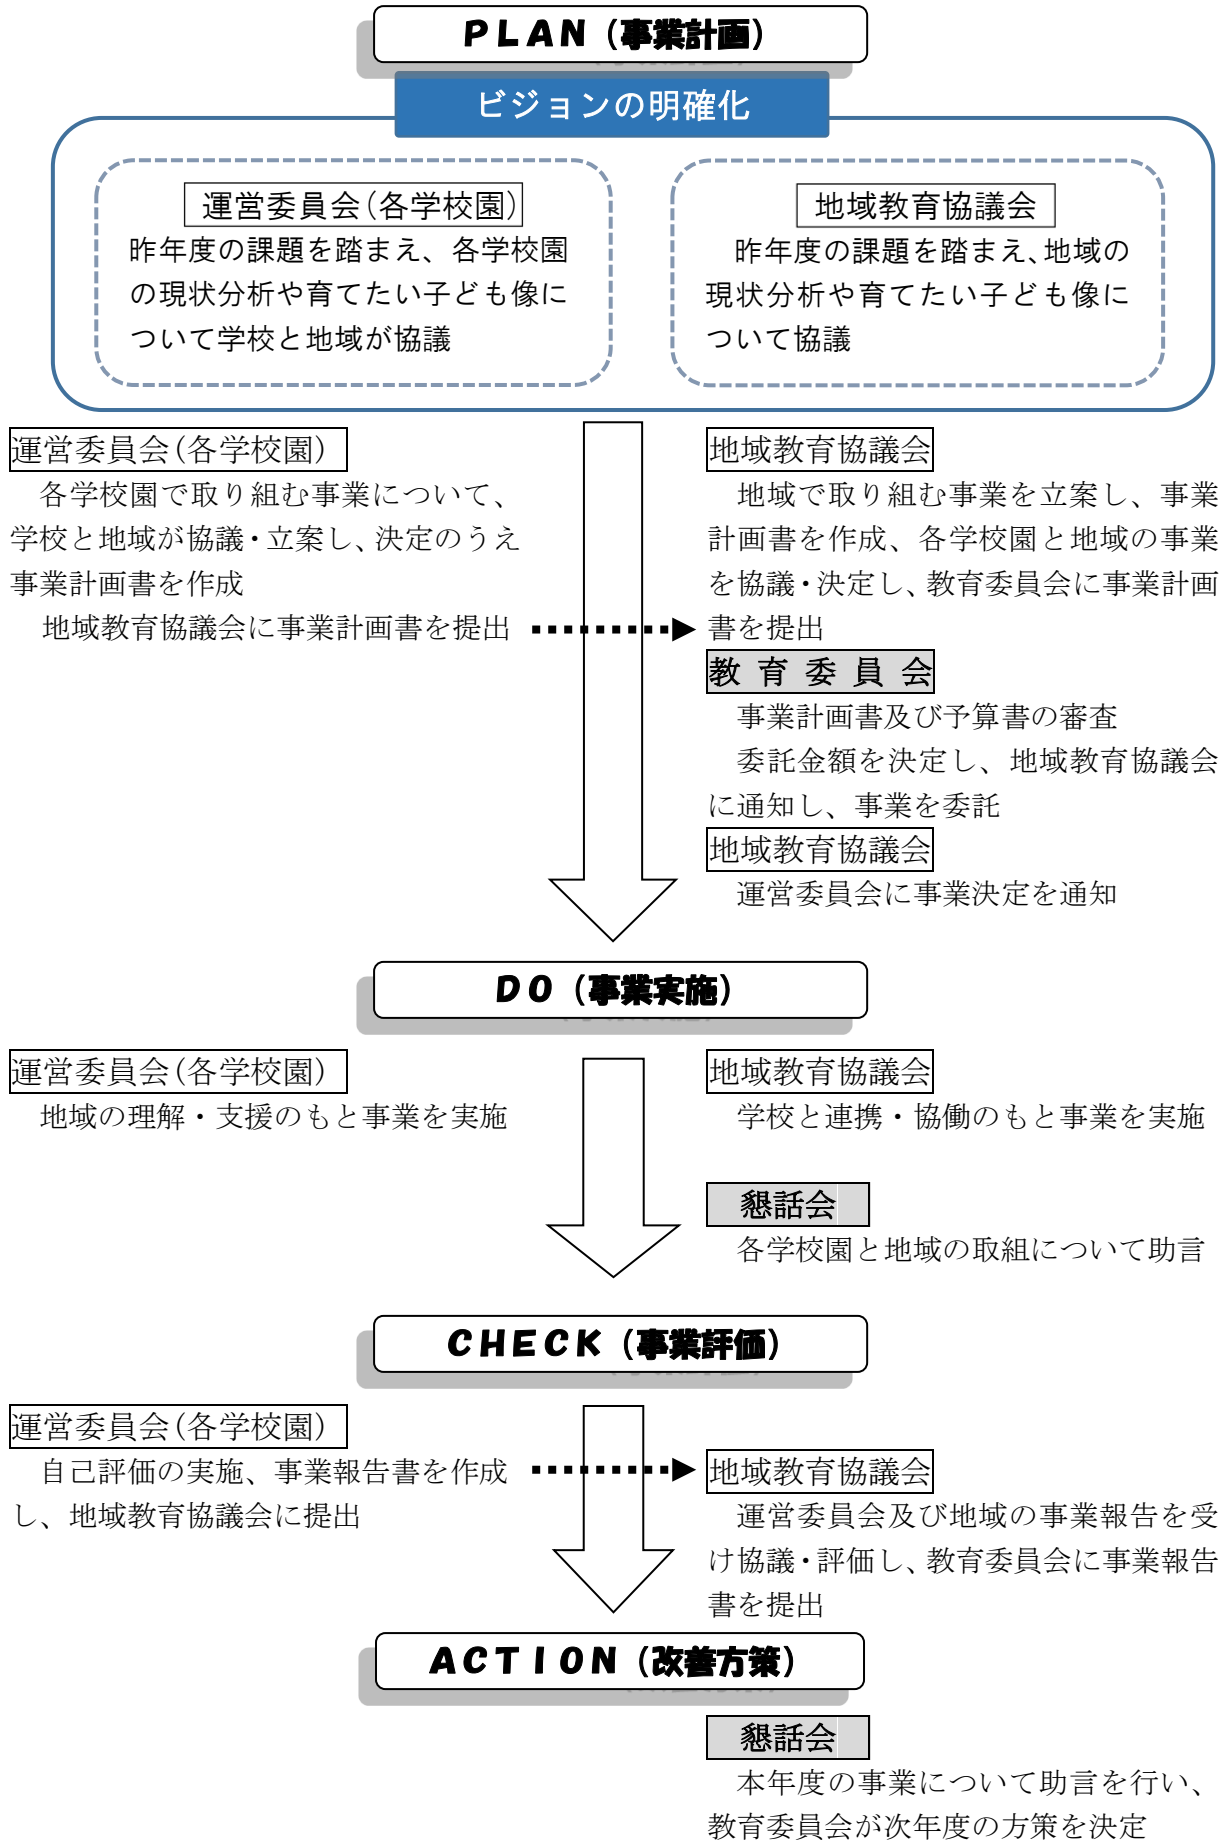 PLAN（事業計画）
ビジョンの明確化
運営委員会(各学校園)
昨年度の課題を踏まえ、各学校園
の現状分析や育てたい子ども像に
ついて学校と地域が協議
地域教育協議会
昨年度の課題を踏まえ、地域の
現状分析や育てたい子ども像に
ついて協議
運営委員会(各学校園)
各学校園で取り組む事業について、
学校と地域が協議・立案し、決定のうえ
事業計画書を作成
地域教育協議会に事業計画書を提出
地域教育協議会
地域で取り組む事業を立案し、事業
計画書を作成、各学校園と地域の事業
を協議・決定し、教育委員会に事業計画
書を提出
教育委員会
事業計画書及び予算書の審査
委託金額を決定し、地域教育協議会
に通知し、事業を委託
地域教育協議会
運営委員会に事業決定を通知
DO（事業実施）
運営委員会(各学校園)
地域の理解・支援のもと事業を実施
地域教育協議会
学校と連携・協働のもと事業を実施
懇話会
各学校園と地域の取組について助言
CHECK（事業評価）
運営委員会(各学校園)
自己評価の実施、事業報告書を作成
し、地域教育協議会に提出
地域教育協議会
運営委員会及び地域の事業報告を受
け協議・評価し、教育委員会に事業報告
書を提出
ACTION（改善方策）
懇話会
本年度の事業について助言を行い、
教育委員会が次年度の方策を決定